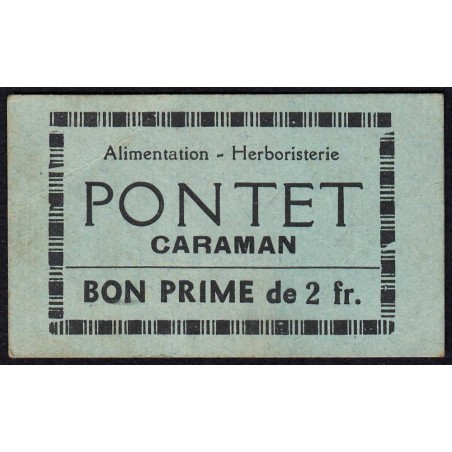 Alimentation - Herboristerie
PONTET
CARAMAN
BON PRIME de 2 fr.